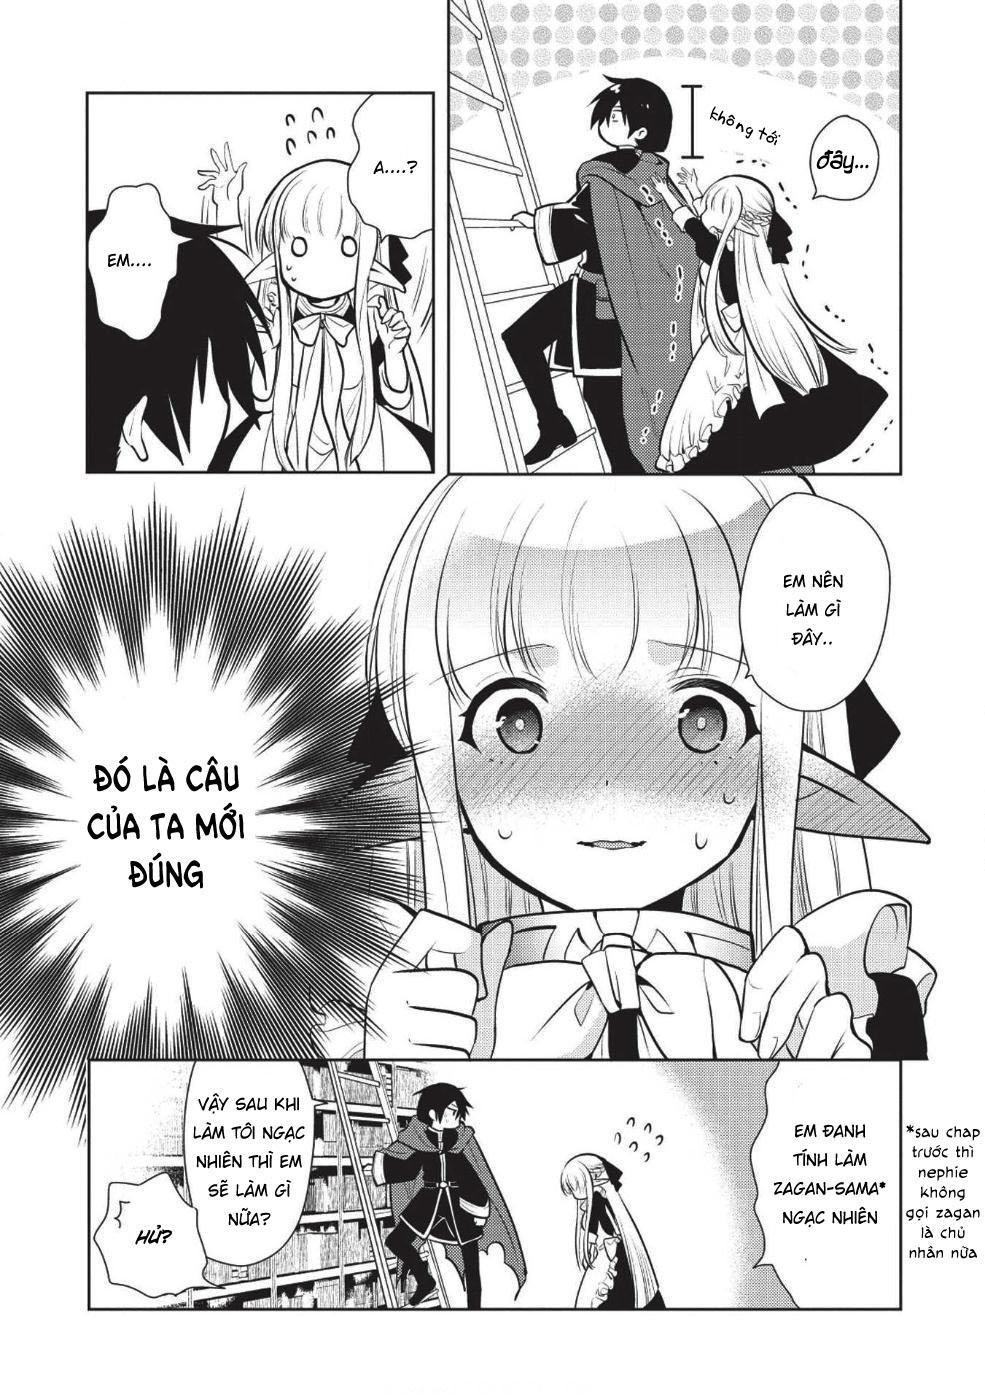 không tới
đây...
A....?
EM....
EM NÊN
LÀM GÌ
ĐÂY..
ĐÓ LÀ CÂU
CỦA TA MỚI
ĐÚNG
EM ĐANH
TÍNH LÀM
ZAGAN-SAMA*
NGẠC NHIÊN
*sau chap
trước thì
nephie
không
gọi zagan
là chủ
nhân nữa
VẬY SAU KHI
LÀM TÔI NGẠC
NHIÊN THÌ EM
SẼ LÀM GÌ
NỮA?
HỬ?